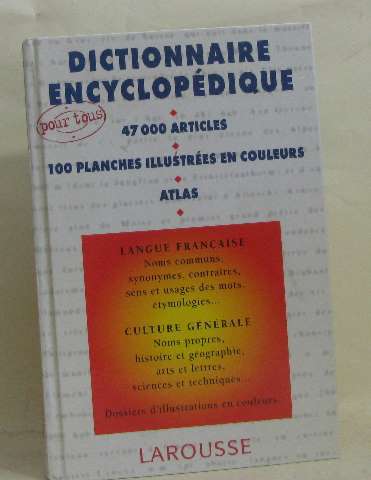 DICTIONNAIRE
ENCYCLOPÉDIQUE
pour tous
47 000 ARTICLES
100 PLANCHES ILLUSTRÉES EN COULEURS
ATLAS
LANGUE FRANÇAISE
Noms communs,
synonymes, contraires,
sens et usages des mots,
étymologies...
CULTURE GÉNÉRALE
Noms propres,
histoire et géographie,
arts et lettres,
sciences et techniques...
Dossiers d'illustrations en couleurs
LAROUSSE